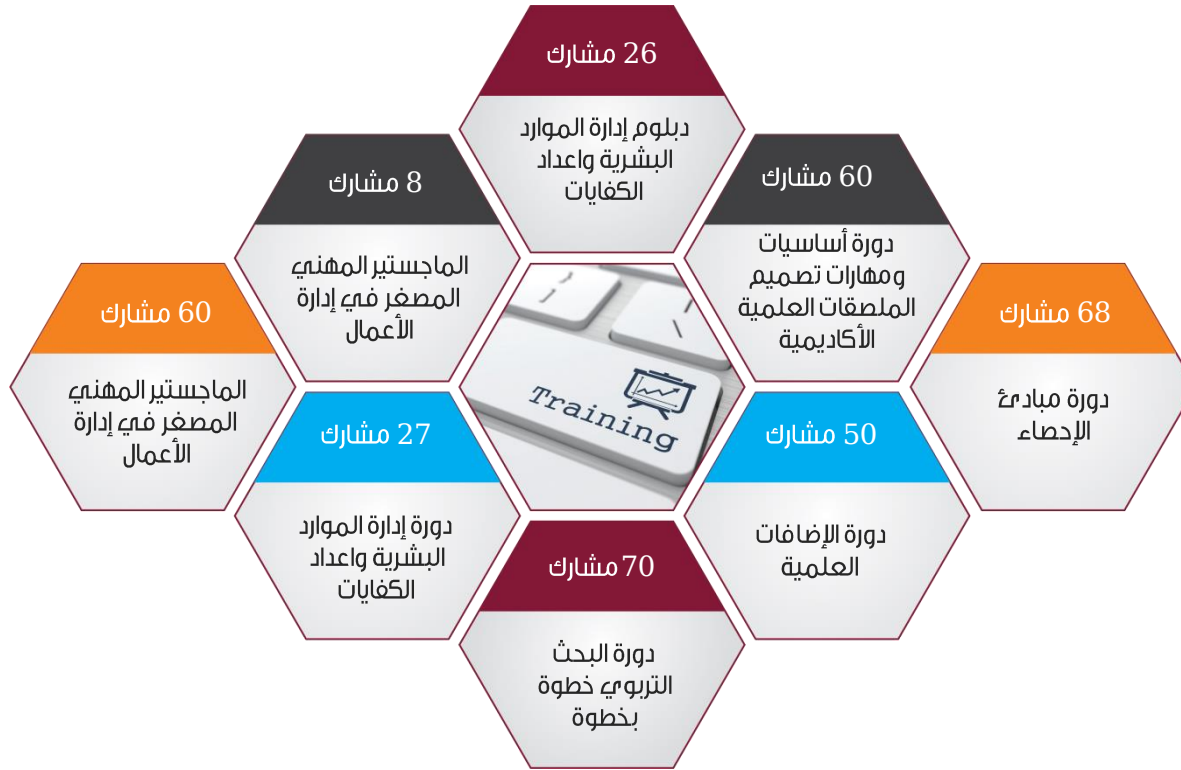 26 مشارك
دبلوم إدارة الموارد
البشرية واعداد
الكفايات
60 مشارك
دورة أساسيات
ومهارات تصميم
الملصقات العلمية
الأكاديمية
8 مشارك
الماجستير المهني
المصغر في إدارة
الأعمال
68 مشارك
دورة مبادئ
الإحصاء
Training
60 مشارك
الماجستير المهني
المصغر في إدارة
الأعمال
50 مشارك
دورة الإضافات
العلمية
27 مشارك
دورة إدارة الموارد
البشرية واعداد
الكفايات
70 مشارك
دورة البحث
التربوي خطوة
بخطوة